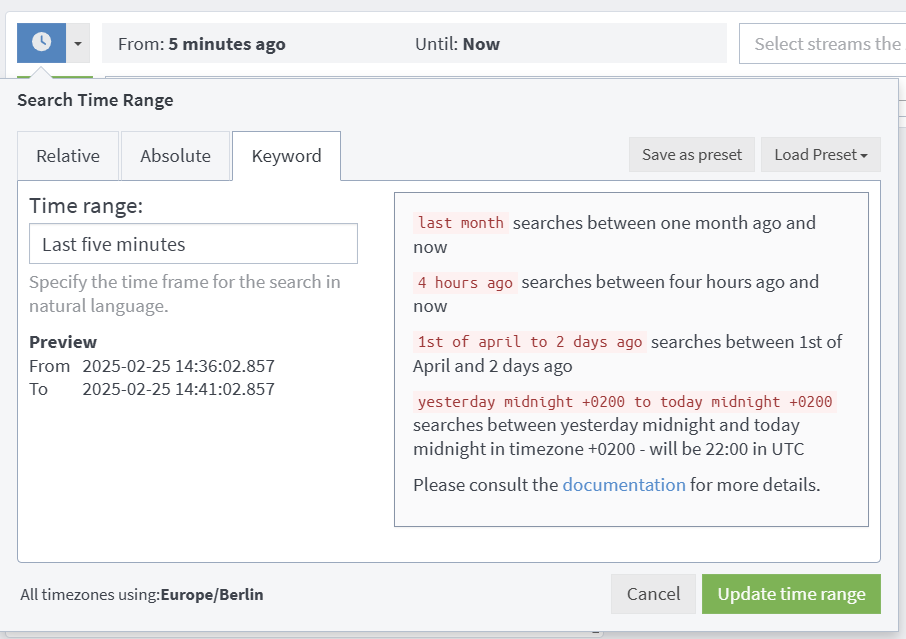 From: 5 minutes ago
Until: Now
Select streams the
Search Time Range
Relative
Absolute
Keyword
Save as preset
Load Preset
Time range:
Last five minutes
Specify the time frame for the search in
natural language.
Preview
From 2025-02-25 14:36:02.857
To 2025-02-25 14:41:02.857
last month searches between one month ago and
now
4 hours ago searches between four hours ago and
now
1st of april to 2 days ago searches between 1st of
April and 2 days ago
yesterday midnight +0200 to today midnight +0200
searches between yesterday midnight and today
midnight in timezone +0200 - will be 22:00 in UTC
Please consult the documentation for more details.
All timezones using:Europe/Berlin
Cancel
Update time range